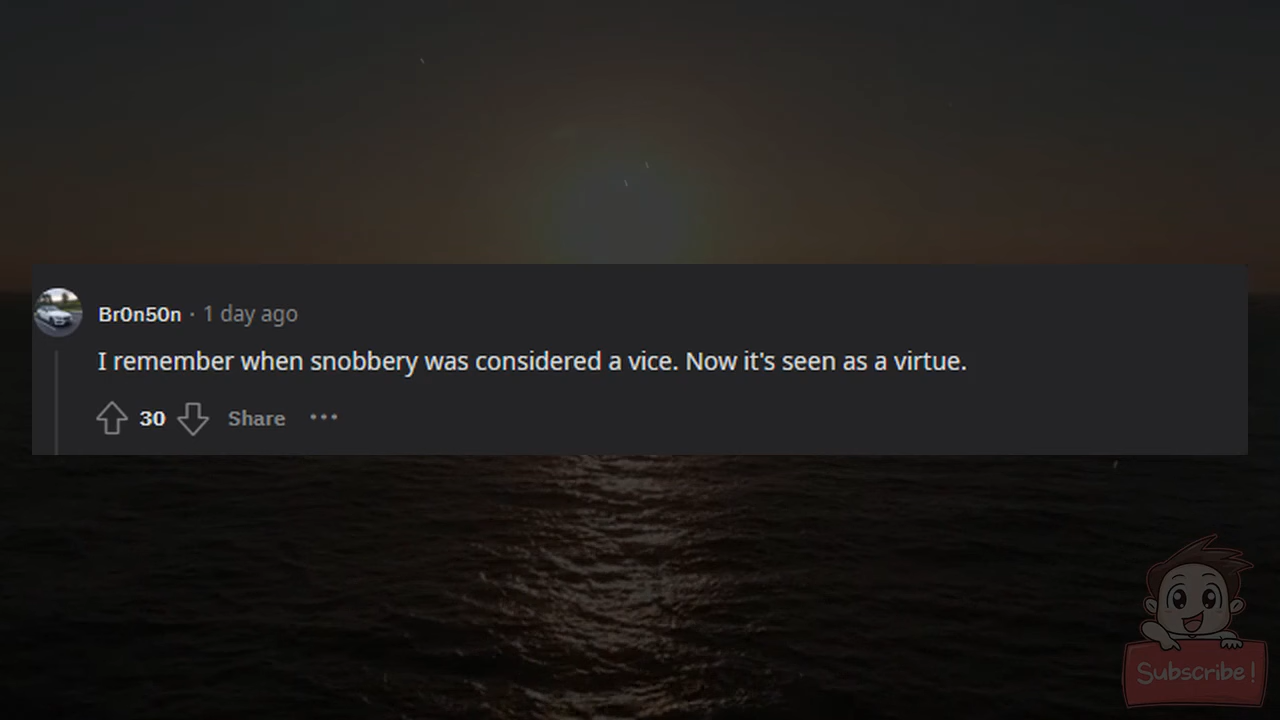 Br0n50n · 1 day ago
I remember when snobbery was considered a vice. Now it's seen as a virtue.
30 Share ···
Subscribe!